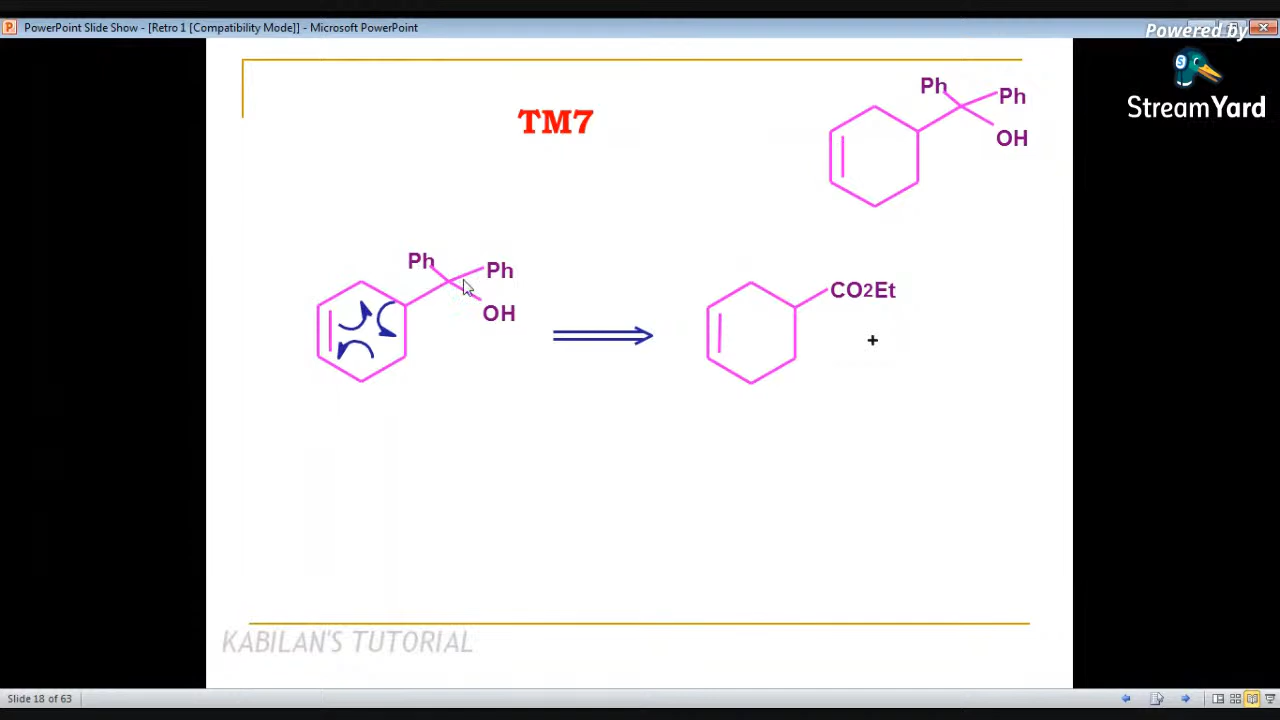 PowerPoint Slide Show - [Retro 1 [Compatibility Mode]] - Microsoft PowerPoint
Powered by
StreamYard
TM7
Ph
Ph
OH
Ph
Ph
OH
CO2Et
+
KABILAN'S TUTORIAL
Slide 18 of 63